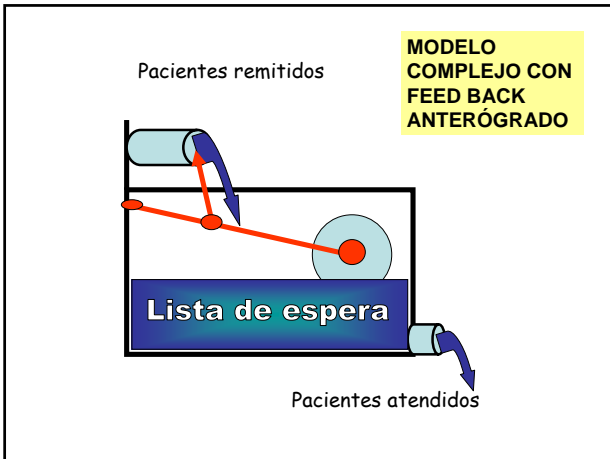 MODELO
COMPLEJO CON
FEED BACK
ANTERÓGRADO
Pacientes remitidos
Lista de espera
Pacientes atendidos